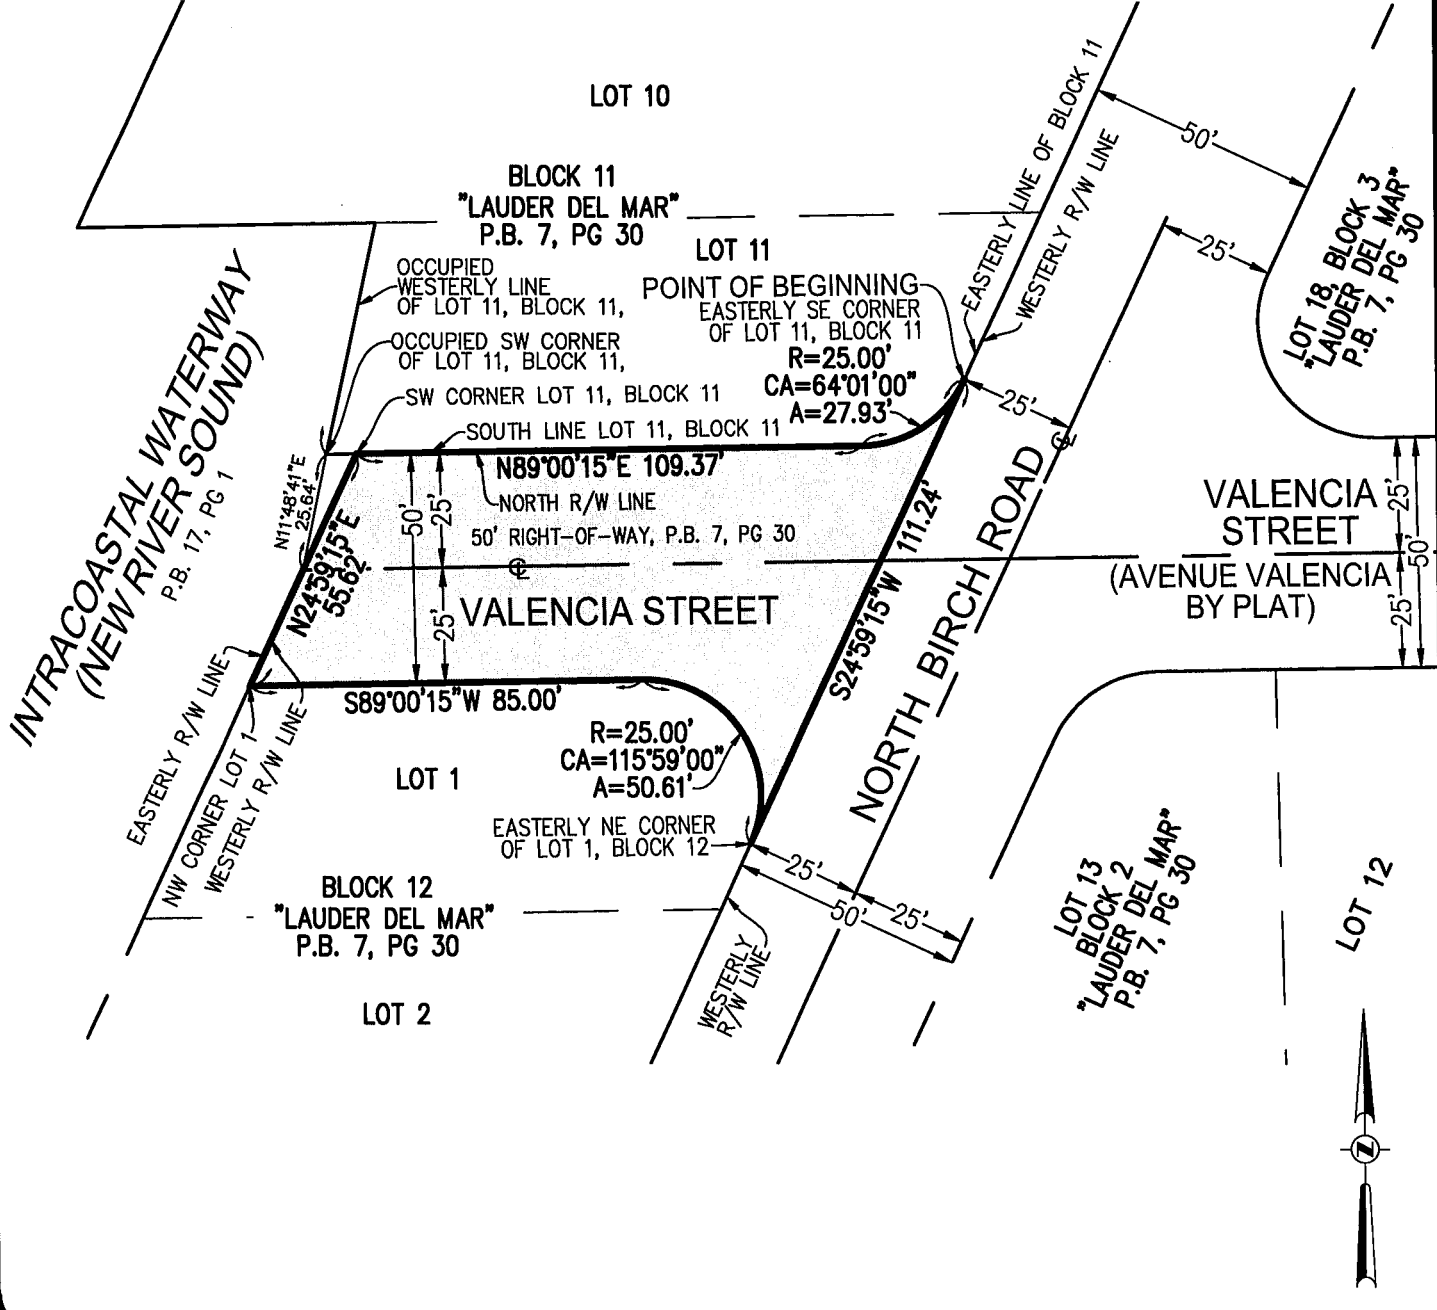 LOT 10
BLOCK 11
"LAUDER DEL MAR"
P.B. 7, PG 30
LOT 11
EASTERLY LINE OF BLOCK 11
WESTERLY R/W LINE
50'
25'
LOT 18, BLOCK 3
"LAUDER DEL MAR"
P.B. 7, PG 30
OCCUPIED
WESTERLY LINE
OF LOT 11, BLOCK 11,
OCCUPIED SW CORNER
OF LOT 11, BLOCK 11,
SW CORNER LOT 11, BLOCK 11
SOUTH LINE LOT 11, BLOCK 11
POINT OF BEGINNING
EASTERLY SE CORNER
OF LOT 11, BLOCK 11
R=25.00'
CA=64°01'00"
A=27.93'
25'
INTRACOASTAL WATERWAY
(NEW RIVER SOUND)
P.B. 17, PG 1
N11°48'41"E
25.64'
N24°59'15"E
55.62'
N89°00'15"E 109.37'
NORTH R/W LINE
50' RIGHT-OF-WAY, P.B. 7, PG 30
50'
25'
25'
CL
VALENCIA STREET
S24°59'15"W 111.24'
NORTH BIRCH ROAD
CL
VALENCIA
STREET
(AVENUE VALENCIA
BY PLAT)
25'
50'
25'
S89°00'15"W 85.00'
EASTERLY R/W LINE
NW CORNER LOT 1
WESTERLY R/W LINE
LOT 1
R=25.00'
CA=115°59'00"
A=50.61'
EASTERLY NE CORNER
OF LOT 1, BLOCK 12
25'
50'
25'
BLOCK 12
"LAUDER DEL MAR"
P.B. 7, PG 30
LOT 2
WESTERLY
R/W LINE
LOT 13
BLOCK 2
"LAUDER DEL MAR"
P.B. 7, PG 30
LOT 12
N